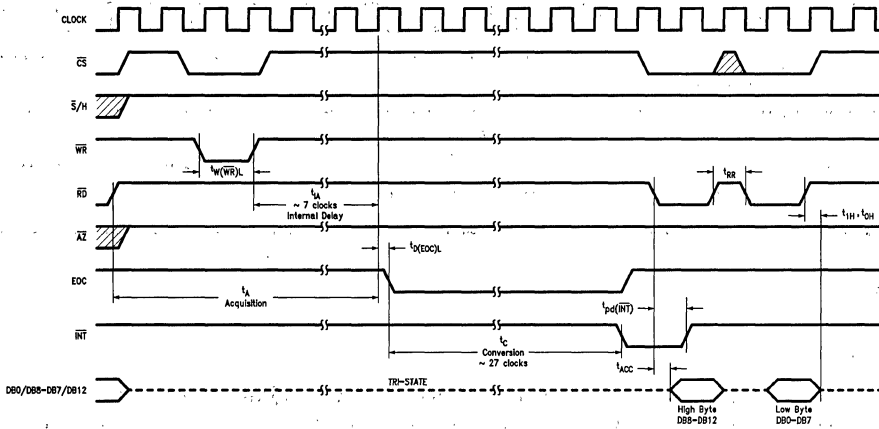 CLOCK
CS
S/H
WR
tW(WR)L
RD
tRR
tIA
~ 7 clocks
Internal Delay
t1H, t0H
AZ
tD(EOC)L
EOC
tA
Acquisition
tpd(INT)
INT
tC
Conversion
~ 27 clocks
tACC
DB0/DB8-DB7/DB12
TRI-STATE
High Byte
DB8-DB12
Low Byte
DB0-DB7